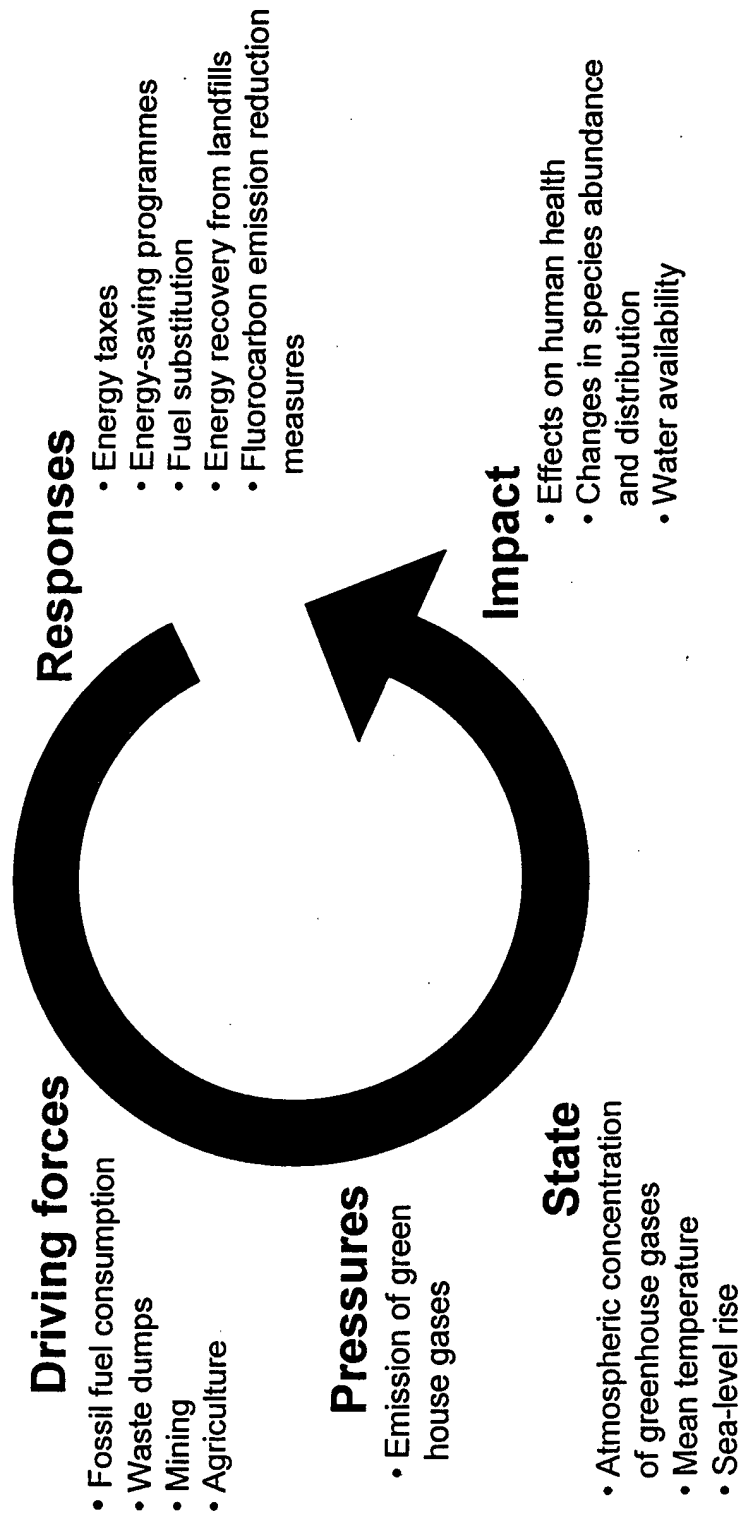 Driving forces
• Fossil fuel consumption
• Waste dumps
• Mining
• Agriculture
Pressures
• Emission of green
house gases
State
• Atmospheric concentration
of greenhouse gases
• Mean temperature
• Sea-level rise
Impact
• Effects on human health
• Changes in species abundance
and distribution
• Water availability
Responses
• Energy taxes
• Energy-saving programmes
• Fuel substitution
• Energy recovery from landfills
• Fluorocarbon emission reduction
measures